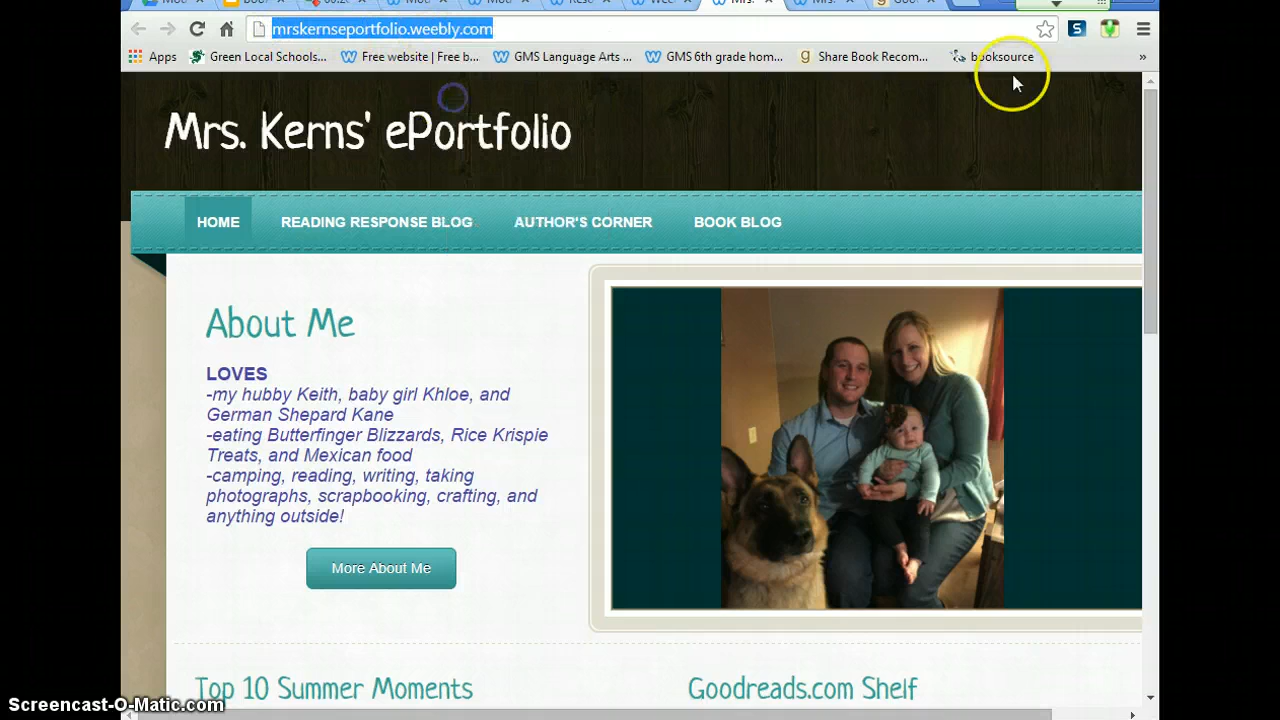 mrskernseportfolio.weebly.com
Apps Green Local Schools... Free website | Free b... GMS Language Arts ... GMS 6th grade hom... Share Book Recom... booksource »
Mrs. Kerns' ePortfolio
HOME READING RESPONSE BLOG AUTHOR'S CORNER BOOK BLOG
About Me
LOVES
-my hubby Keith, baby girl Khloe, and
German Shepard Kane
-eating Butterfinger Blizzards, Rice Krispie
Treats, and Mexican food
-camping, reading, writing, taking
photographs, scrapbooking, crafting, and
anything outside!
More About Me
Top 10 Summer Moments
Goodreads.com Shelf
Screencast-O-Matic.com